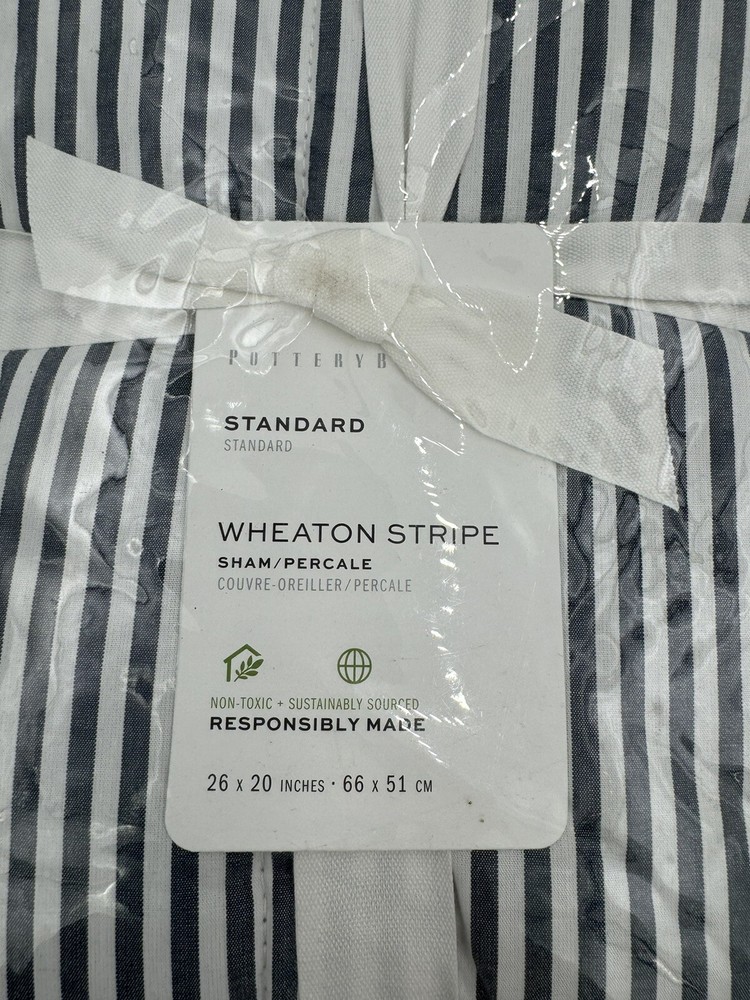 POTTERYB
STANDARD
STANDARD
WHEATON STRIPE
SHAM/PERCALE
COUVRE-OREILLER/PERCALE
NON-TOXIC + SUSTAINABLY SOURCED
RESPONSIBLY MADE
26 X 20 INCHES · 66 X 51 CM